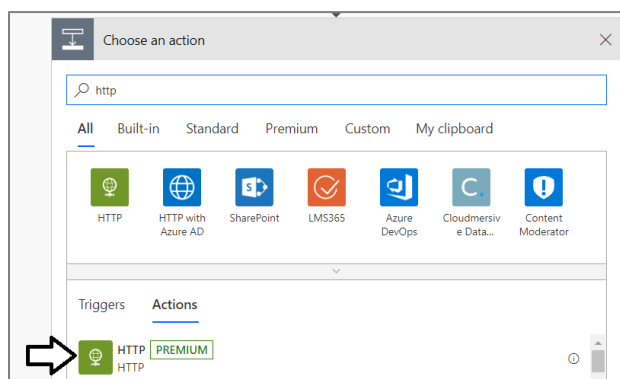 Choose an action
http
All Built-in Standard Premium Custom My clipboard
HTTP HTTP with SharePoint LMS365 Azure Cloudmersiv Content
Azure AD DevOps e Data... Moderator
Triggers Actions
HTTP PREMIUM
HTTP